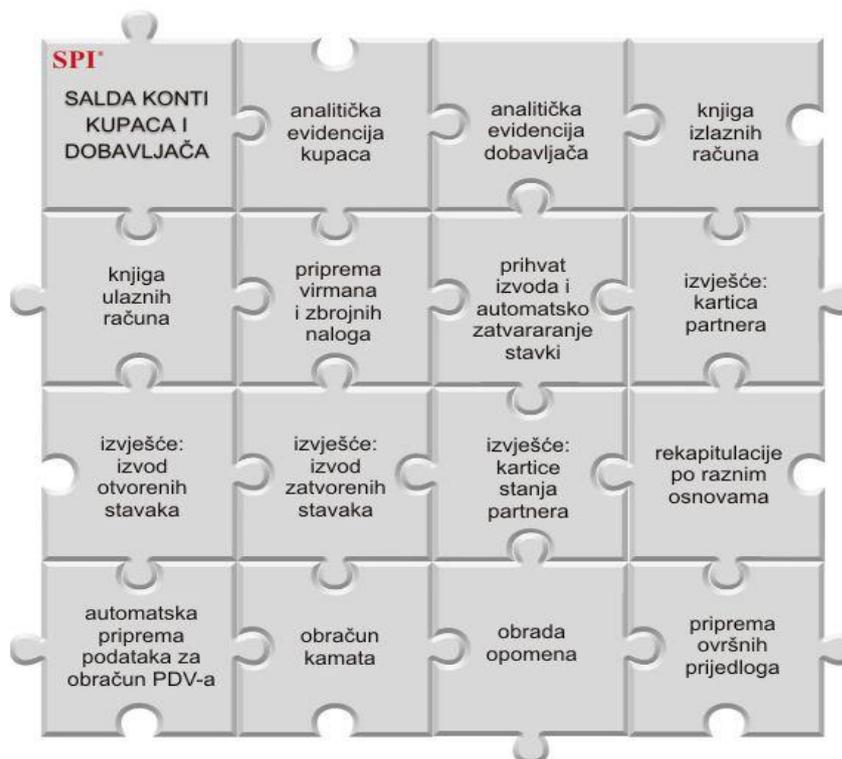 SPI®
SALDA KONTI
KUPACA I
DOBAVLJAČA
analitička
evidencija
kupaca
analitička
evidencija
dobavljača
knjiga
izlaznih
računa
knjiga
ulaznih
računa
priprema
virmana
i zbrojnih
naloga
prihvat
izvoda i
automatsko
zatvararanje
stavki
izvješće:
kartica
partnera
izvješće:
izvod
otvorenih
stavaka
izvješće:
izvod
zatvorenih
stavaka
izvješće:
kartice
stanja
partnera
rekapitulacije
po raznim
osnovama
automatska
priprema
podataka za
obračun PDV-a
obračun
kamata
obrada
opomena
priprema
ovršnih
prijedloga